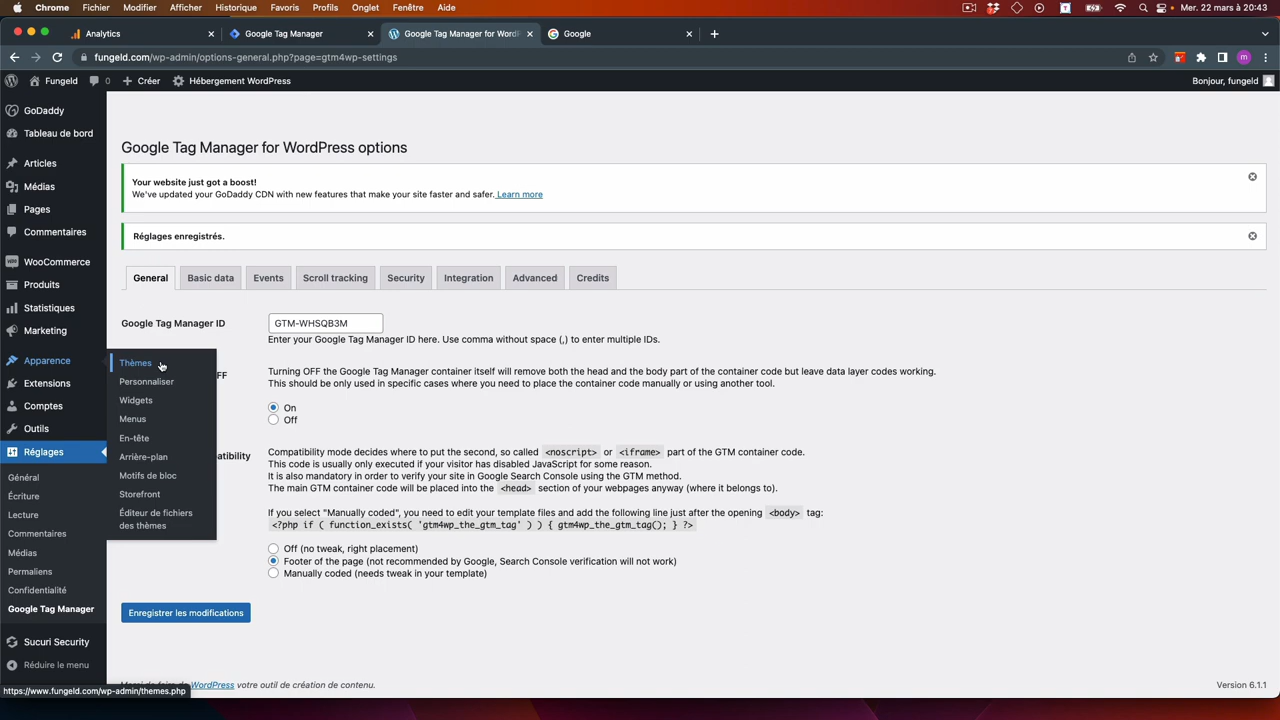 Chrome Fichier Modifier Afficher Historique Favoris Profils Onglet Fenêtre Aide
Mer. 22 mars à 20:43
Analytics
Google Tag Manager
Google Tag Manager for WordPr
Google
fungeld.com/wp-admin/options-general.php?page=gtm4wp-settings
Fungeld 0 Créer Hébergement WordPress
Bonjour, fungeld
GoDaddy
Tableau de bord
Articles
Médias
Pages
Commentaires
WooCommerce
Produits
Statistiques
Marketing
Apparence
Extensions
Comptes
Outils
Réglages
Général
Écriture
Lecture
Commentaires
Médias
Permaliens
Confidentialité
Google Tag Manager
Sucuri Security
Réduire le menu
https://www.fungeld.com/wp-admin/themes.php
Thèmes
Personnaliser
Widgets
Menus
En-tête
Arrière-plan
Motifs de bloc
Storefront
Éditeur de fichiers
des thèmes
Google Tag Manager for WordPress options
Your website just got a boost!
We've updated your GoDaddy CDN with new features that make your site faster and safer. Learn more
Réglages enregistrés.
General Basic data Events Scroll tracking Security Integration Advanced Credits
Google Tag Manager ID
GTM-WHSQB3M
Enter your Google Tag Manager ID here. Use comma without space (,) to enter multiple IDs.
Turning OFF the Google Tag Manager container itself will remove both the head and the body part of the container code but leave data layer codes working.
This should be only used in specific cases where you need to place the container code manually or using another tool.
On
Off
Compatibility mode decides where to put the second, so called <noscript> or <iframe> part of the GTM container code.
This code is usually only executed if your visitor has disabled JavaScript for some reason.
It is also mandatory in order to verify your site in Google Search Console using the GTM method.
The main GTM container code will be placed into the <head> section of your webpages anyway (where it belongs to).
If you select "Manually coded", you need to edit your template files and add the following line just after the opening <body> tag:
<?php if ( function_exists( 'gtm4wp_the_gtm_tag' ) ) { gtm4wp_the_gtm_tag(); } ?>
Off (no tweak, right placement)
Footer of the page (not recommended by Google, Search Console verification will not work)
Manually coded (needs tweak in your template)
Enregistrer les modifications
WordPress votre outil de création de contenu.
Version 6.1.1